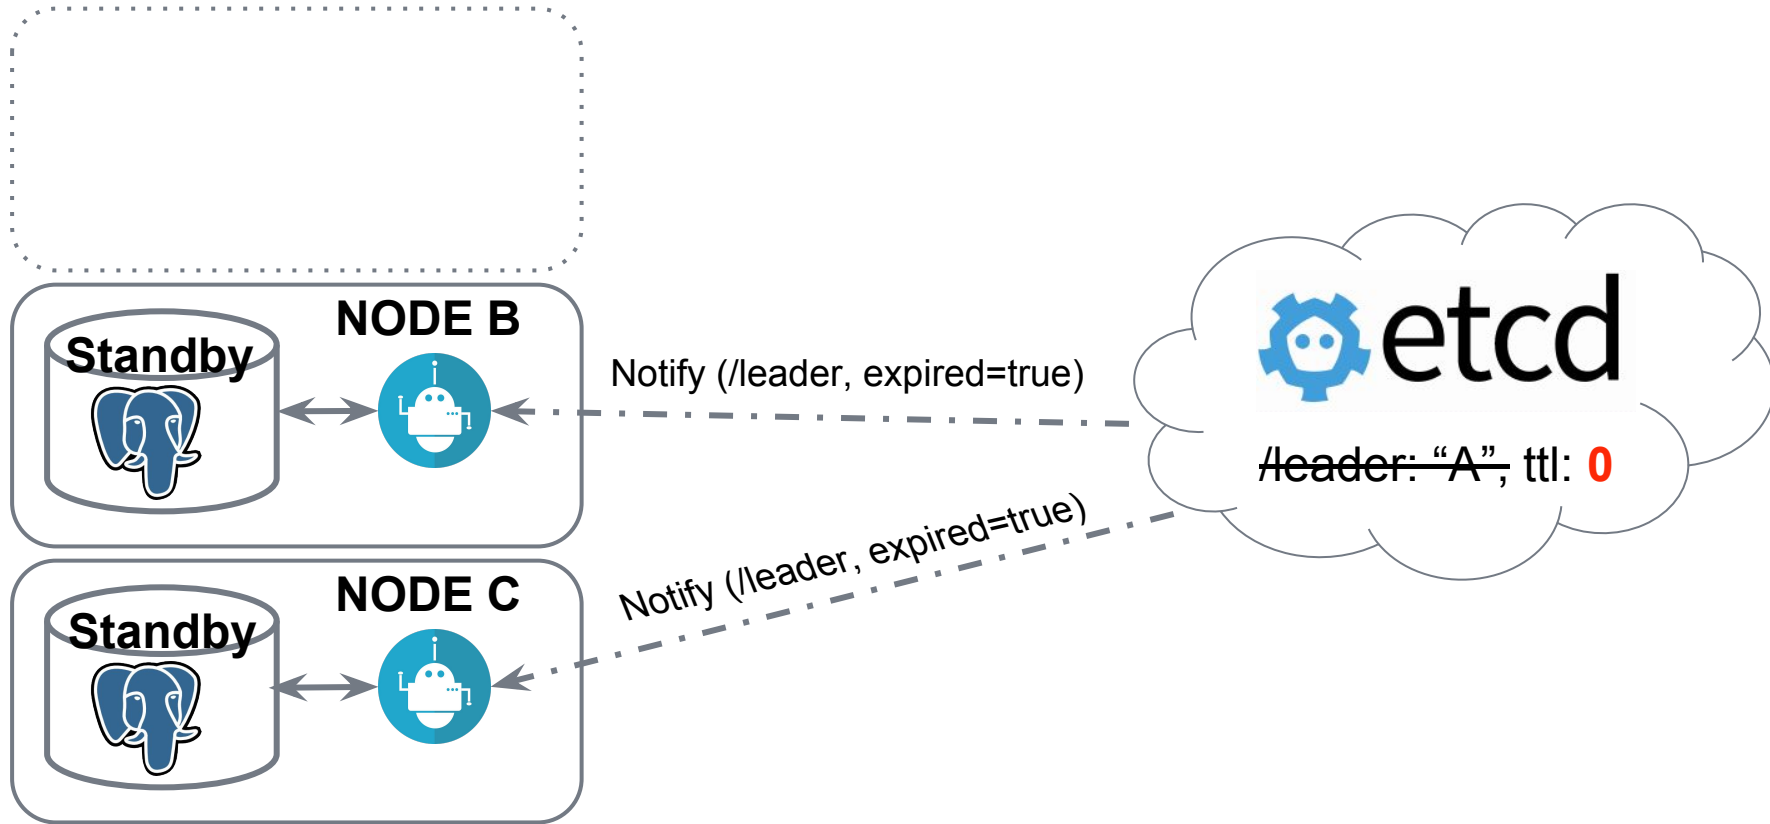 NODE B
Standby
Notify (/leader, expired=true)
etcd
/leader: “A”, ttl: 0
NODE C
Standby
Notify (/leader, expired=true)